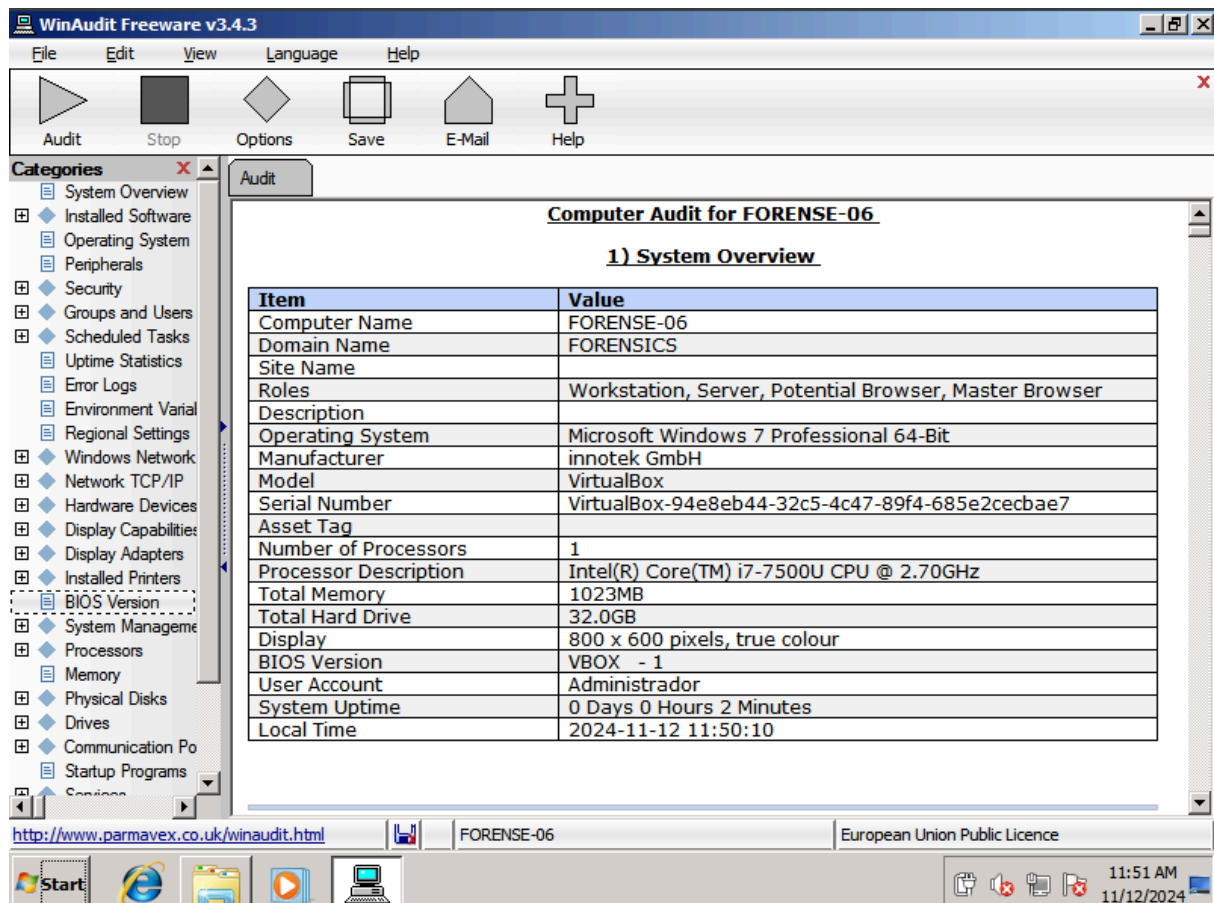 WinAudit Freeware v3.4.3
File Edit View Language Help
Audit Stop Options Save E-Mail Help
Categories
System Overview
Installed Software
Operating System
Peripherals
Security
Groups and Users
Scheduled Tasks
Uptime Statistics
Error Logs
Environment Varial
Regional Settings
Windows Network
Network TCP/IP
Hardware Devices
Display Capabilities
Display Adapters
Installed Printers
BIOS Version
System Manageme
Processors
Memory
Physical Disks
Drives
Communication Po
Startup Programs
Services
Audit
Computer Audit for FORENSE-06
1) System Overview
Item Value
Computer Name FORENSE-06
Domain Name FORENSICS
Site Name
Roles Workstation, Server, Potential Browser, Master Browser
Description
Operating System Microsoft Windows 7 Professional 64-Bit
Manufacturer innotek GmbH
Model VirtualBox
Serial Number VirtualBox-94e8eb44-32c5-4c47-89f4-685e2cecbae7
Asset Tag
Number of Processors 1
Processor Description Intel(R) Core(TM) i7-7500U CPU @ 2.70GHz
Total Memory 1023MB
Total Hard Drive 32.0GB
Display 800 x 600 pixels, true colour
BIOS Version VBOX - 1
User Account Administrador
System Uptime 0 Days 0 Hours 2 Minutes
Local Time 2024-11-12 11:50:10
http://www.parmavex.co.uk/winaudit.html FORENSE-06 European Union Public Licence
Start 11:51 AM
11/12/2024